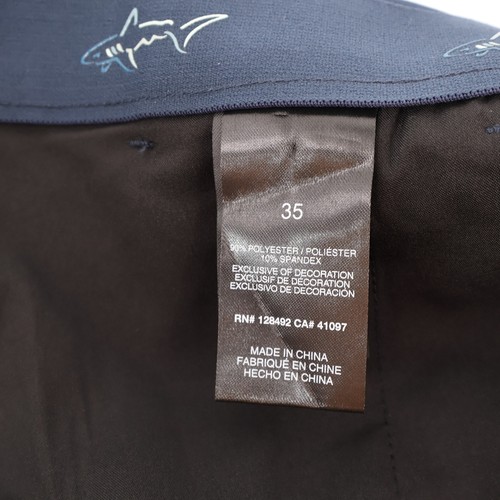 35
90% POLYESTER / POLIÉSTER
10% SPANDEX
EXCLUSIVE OF DECORATION
EXCLUSIF DE DÉCORATION
EXCLUSIVO DE DECORACIÓN
RN# 128492 CA# 41097
MADE IN CHINA
FABRIQUÉ EN CHINE
HECHO EN CHINA